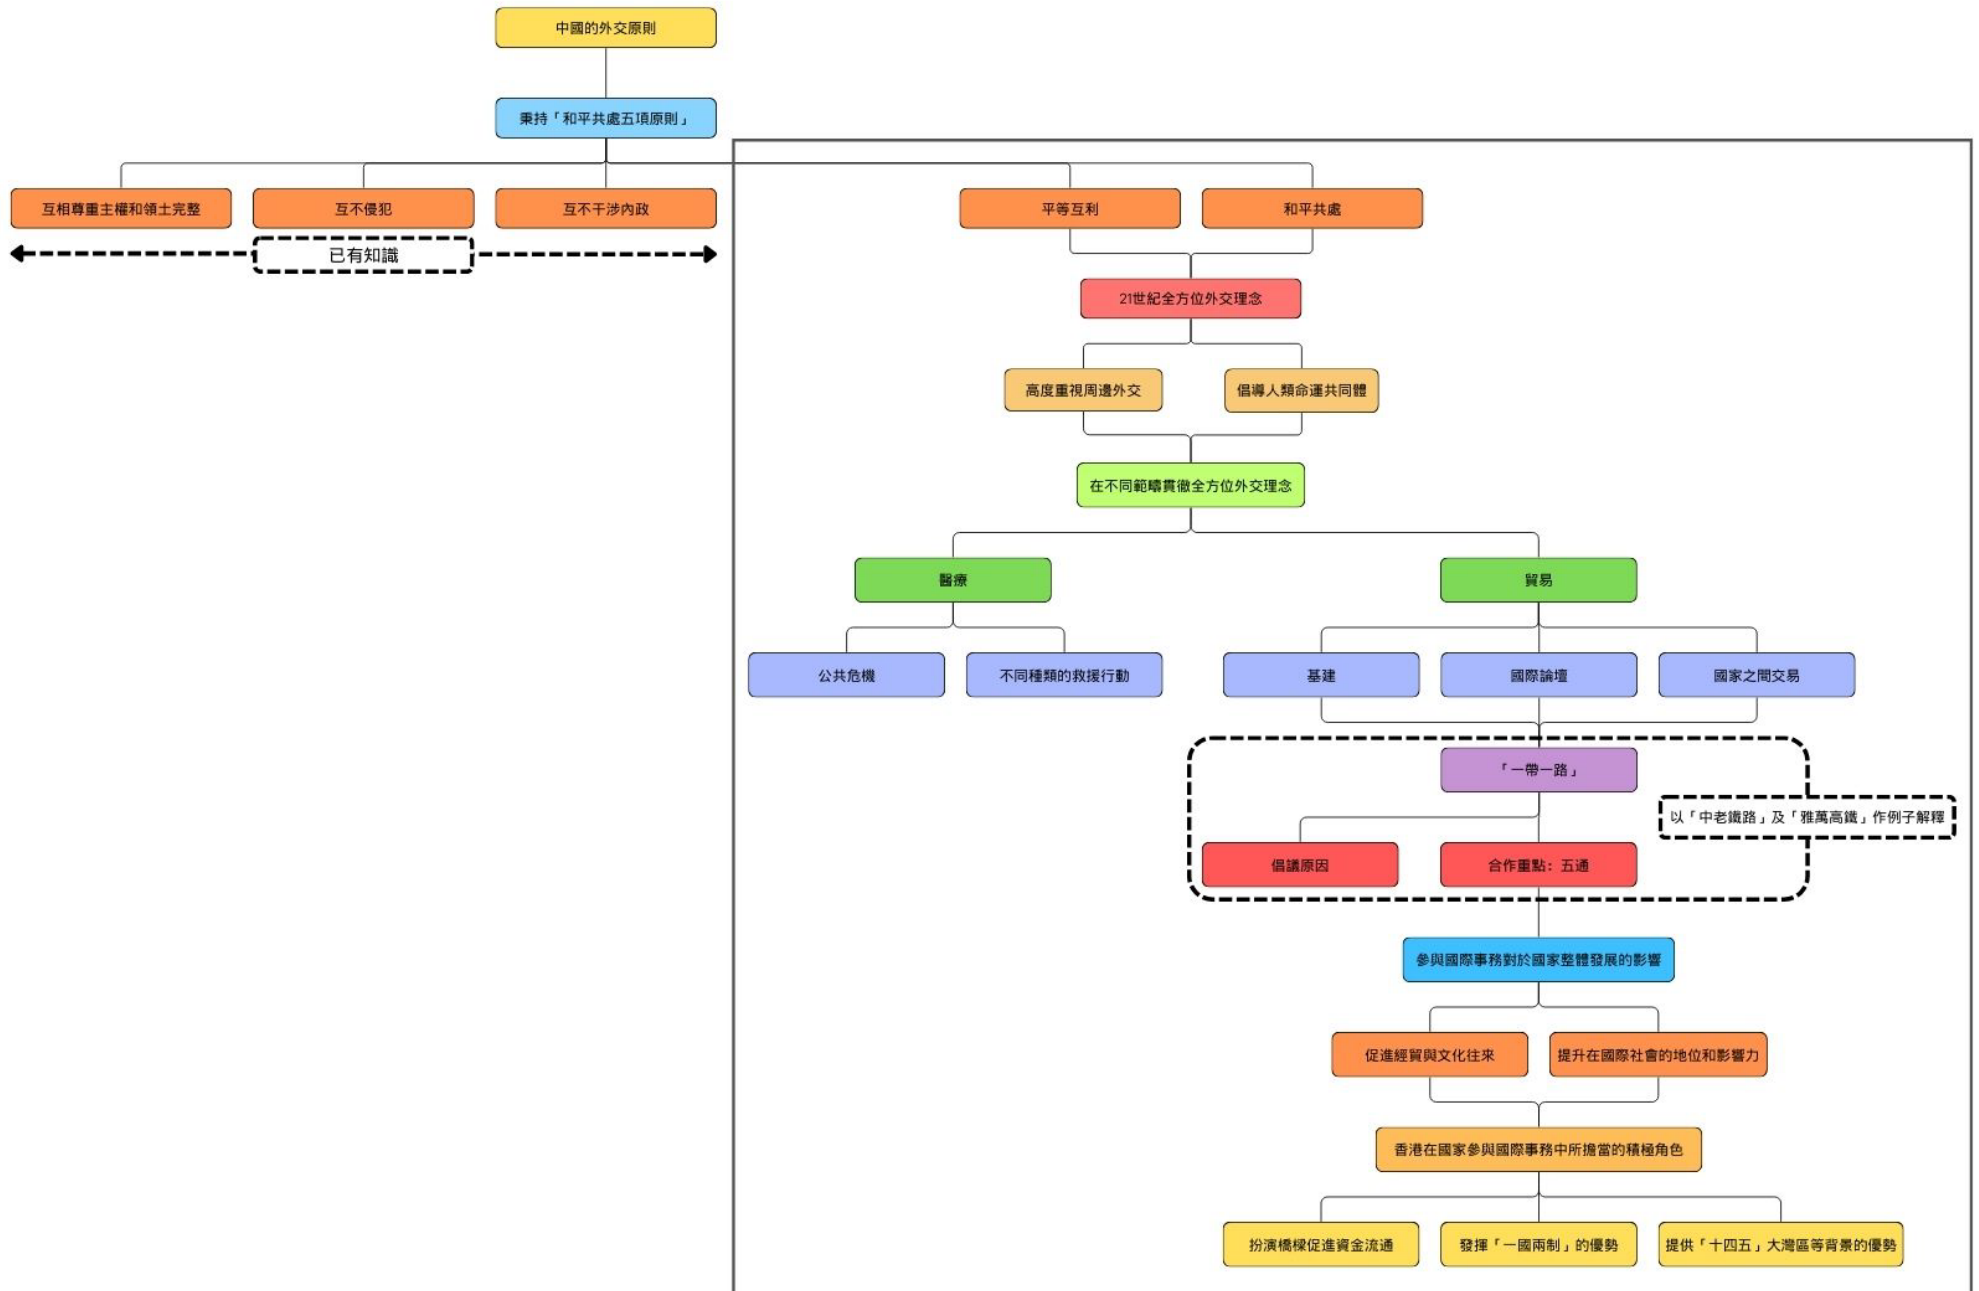 中國的外交原則
秉持「和平共處五項原則」
互相尊重主權和領土完整
互不侵犯
互不干涉內政
平等互利
和平共處
已有知識
21世紀全方位外交理念
高度重視周邊外交
倡導人類命運共同體
在不同範疇貫徹全方位外交理念
醫療
貿易
公共危機
不同種類的救援行動
基建
國際論壇
國家之間交易
「一帶一路」
以「中老鐵路」及「雅萬高鐵」作例子解釋
倡議原因
合作重點：五通
參與國際事務對於國家整體發展的影響
促進經貿與文化往來
提升在國際社會的地位和影響力
香港在國家參與國際事務中所擔當的積極角色
扮演橋樑促進資金流通
發揮「一國兩制」的優勢
提供「十四五」大灣區等背景的優勢